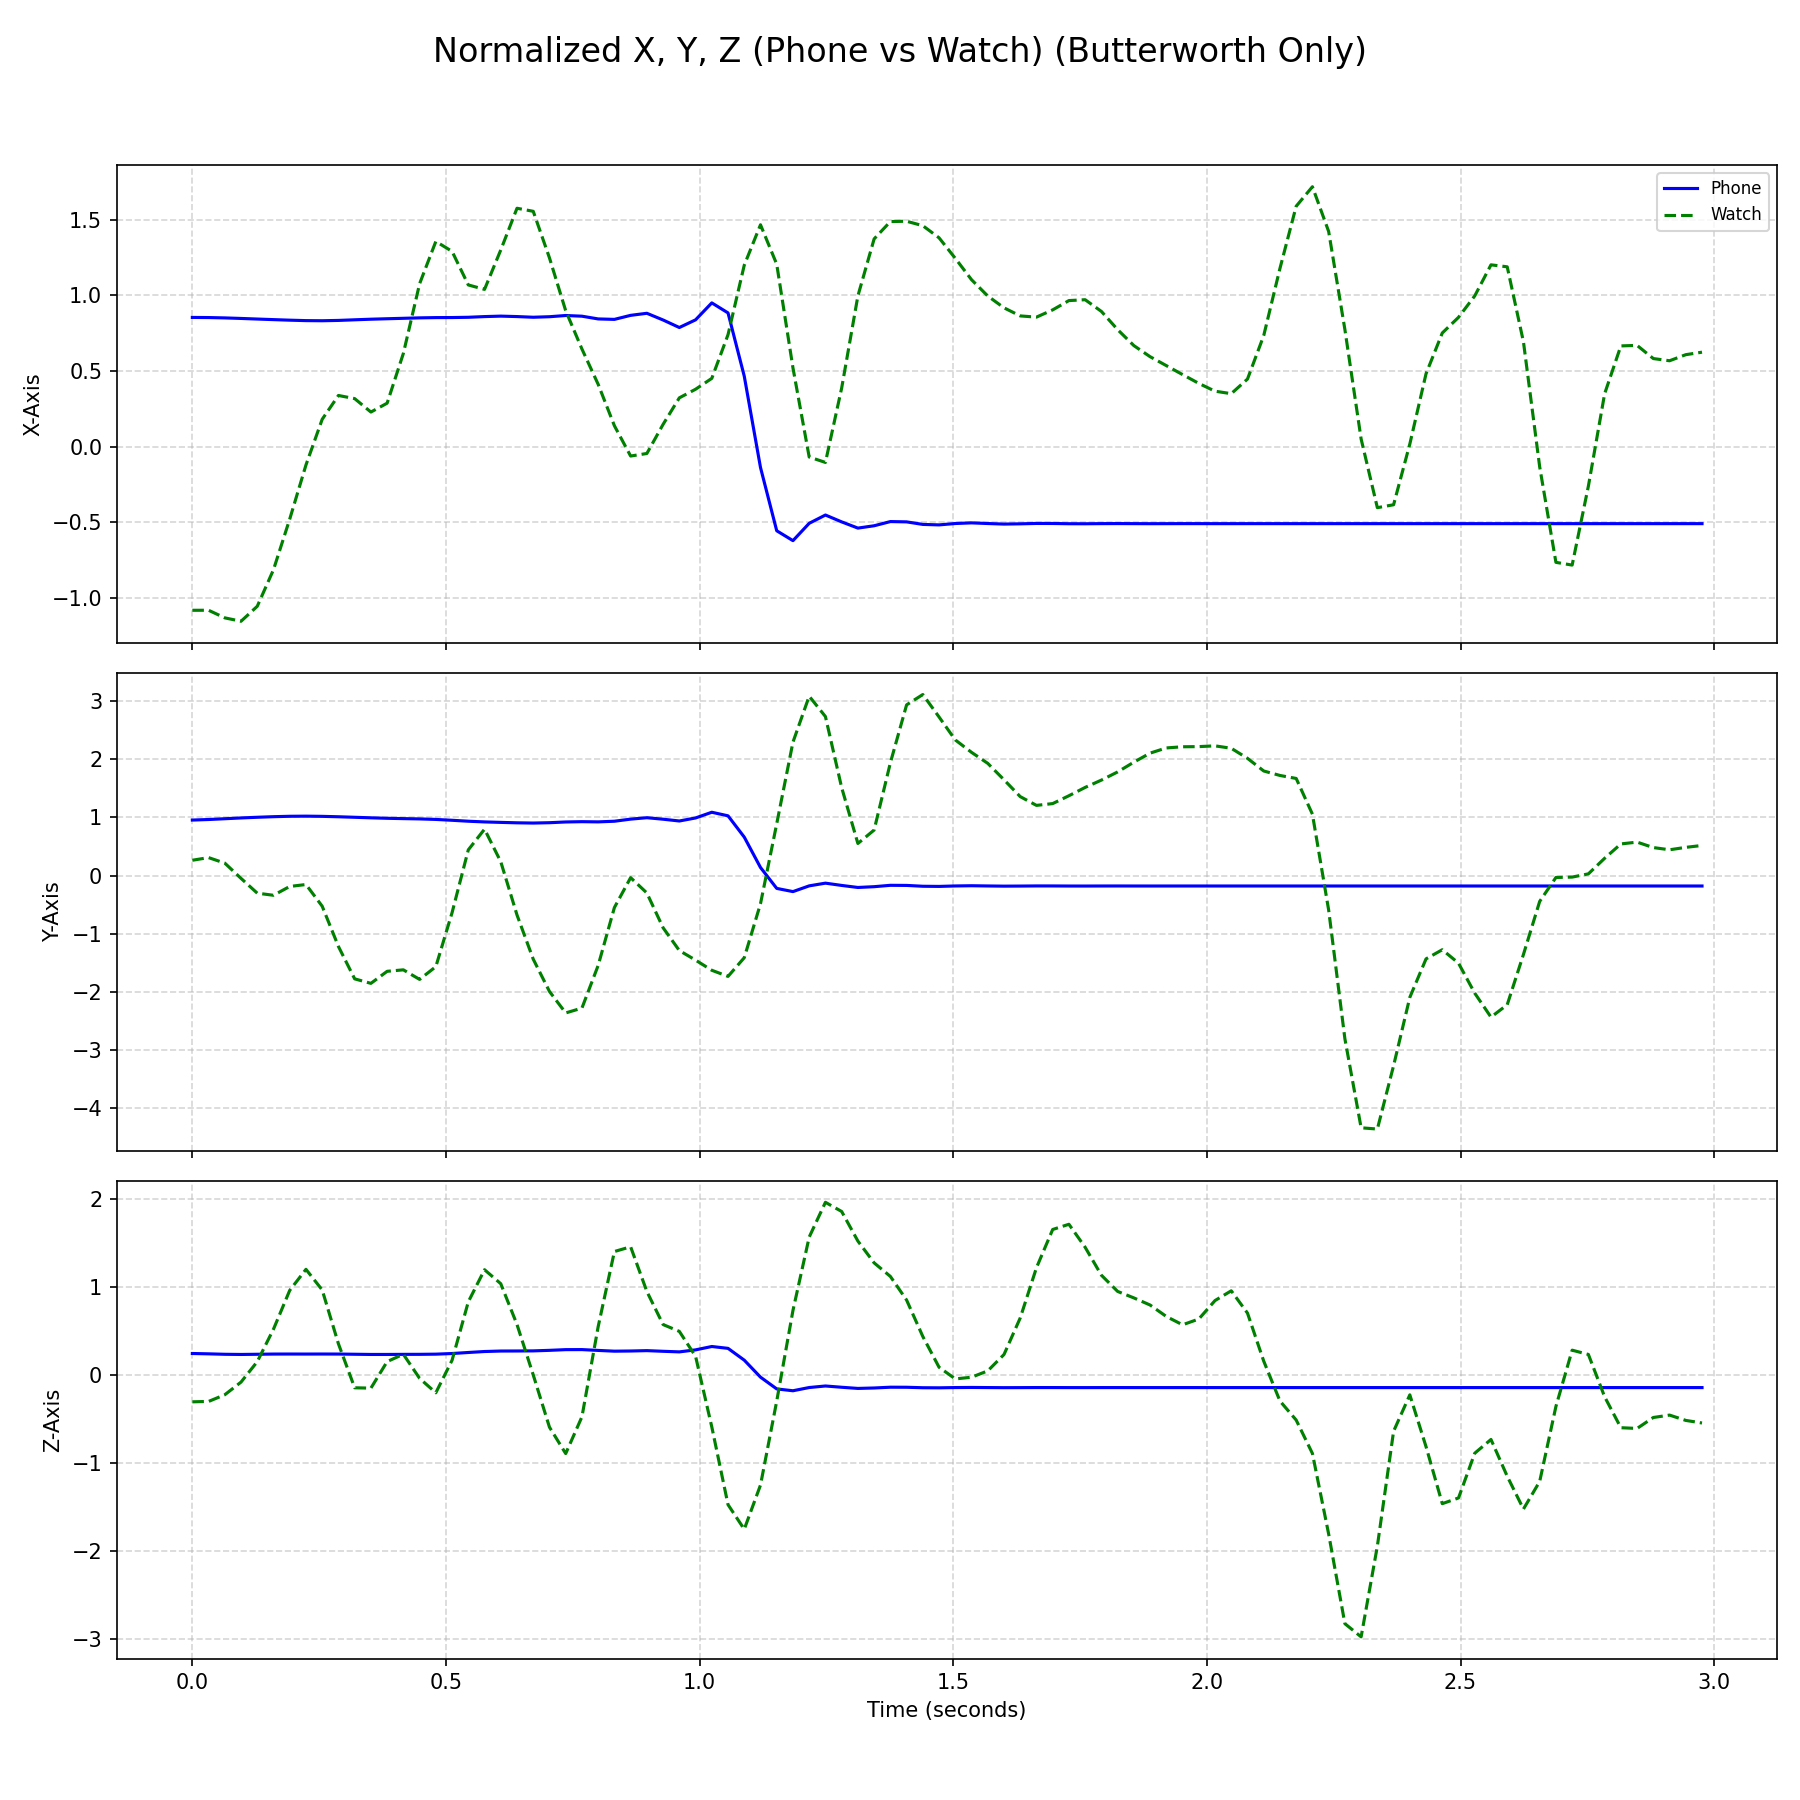 Normalized X, Y, Z (Phone vs Watch) (Butterworth Only)
Phone
Watch
1.5
1.0
0.5
0.0
−0.5
−1.0
X-Axis
3
2
1
0
−1
−2
−3
−4
Y-Axis
2
1
0
−1
−2
−3
Z-Axis
0.0 0.5 1.0 1.5 2.0 2.5 3.0
Time (seconds)